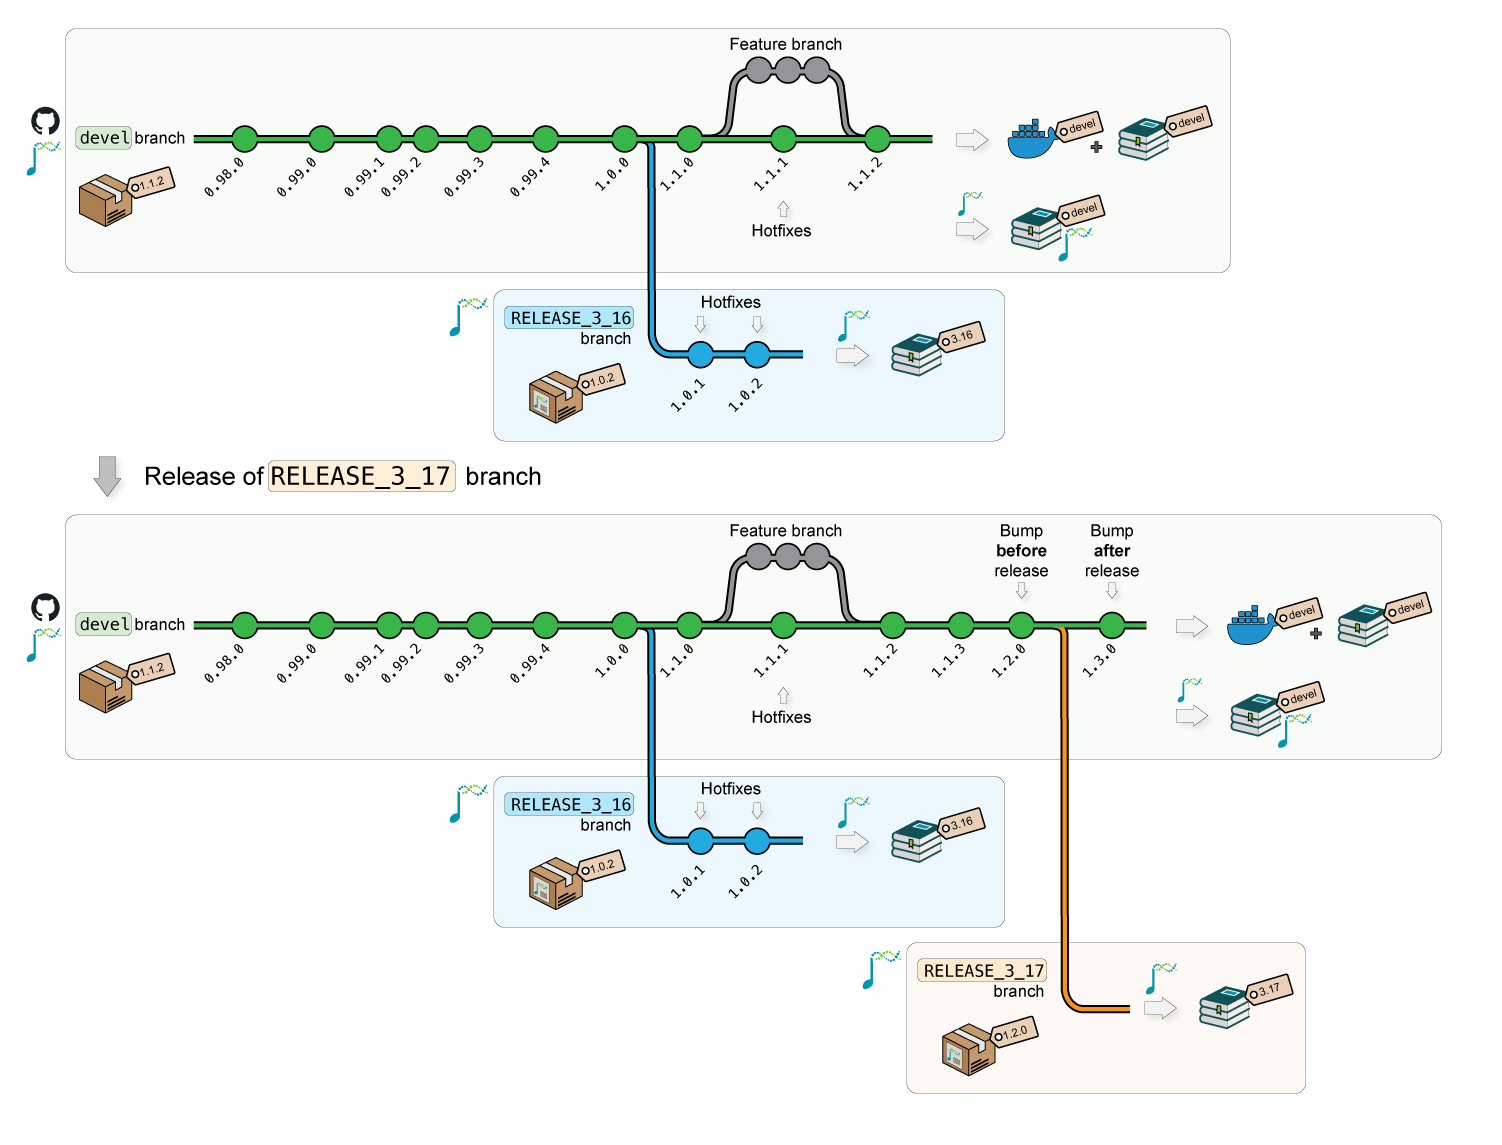 Feature branch
devel branch
devel
devel
0.98.0
0.99.0
0.99.1
0.99.2
0.99.3
0.99.4
1.0.0
1.1.0
1.1.1
1.1.2
1.1.2
devel
Hotfixes
RELEASE_3_16
branch
Hotfixes
3.16
1.0.2
1.0.1
1.0.2
Release of RELEASE_3_17 branch
Feature branch
Bump
before
release
Bump
after
release
devel branch
devel
devel
0.98.0
0.99.0
0.99.1
0.99.2
0.99.3
0.99.4
1.0.0
1.1.0
1.1.1
1.1.2
1.1.3
1.2.0
1.3.0
1.1.2
devel
Hotfixes
RELEASE_3_16
branch
Hotfixes
3.16
1.0.2
1.0.1
1.0.2
RELEASE_3_17
branch
3.17
1.2.0